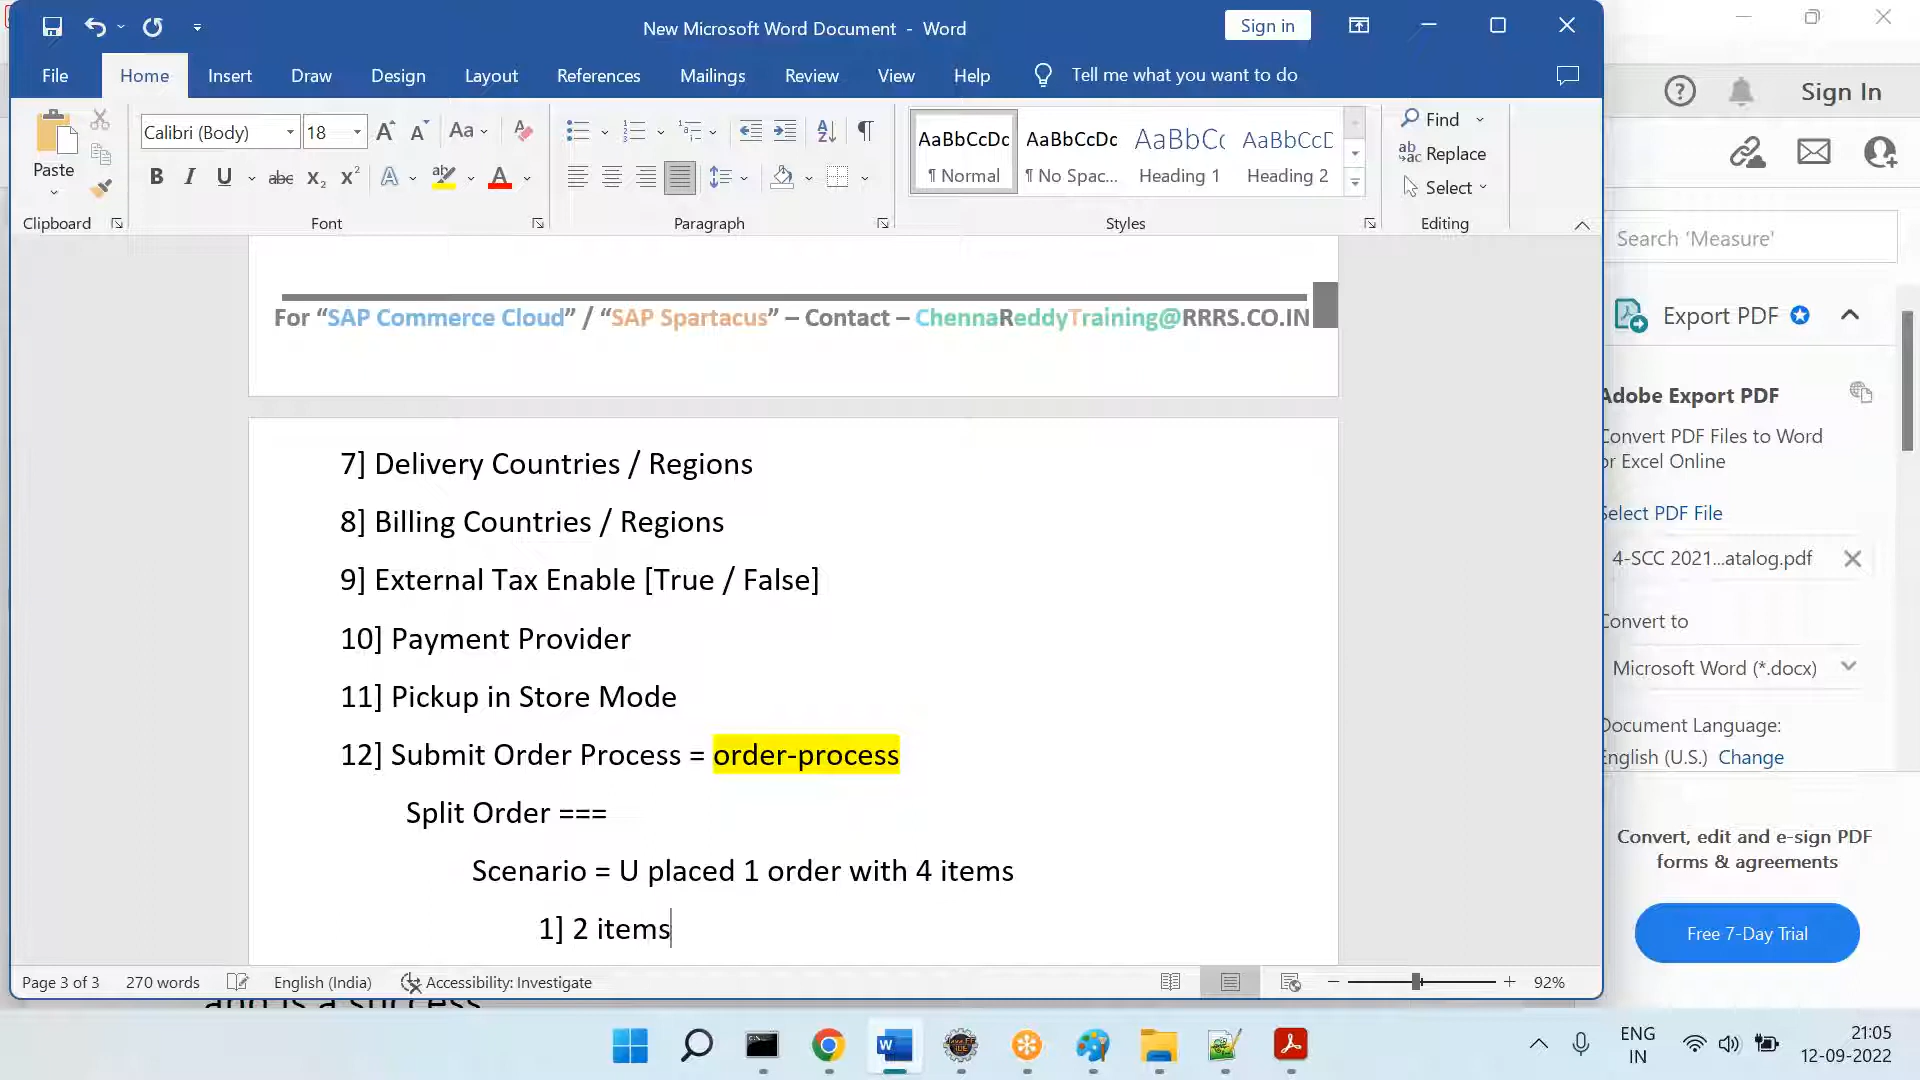 New Microsoft Word Document - Word
Sign in
File Home Insert Draw Design Layout References Mailings Review View Help Tell me what you want to do
Sign In
Paste
Calibri (Body) 18
Aa
AaBbCcDc AaBbCcDc AaBbCc AaBbCcD
¶ Normal ¶ No Spac... Heading 1 Heading 2
Find
Replace
Select
Clipboard Font Paragraph Styles Editing
Search 'Measure'
Export PDF
Adobe Export PDF
Convert PDF Files to Word
or Excel Online
Select PDF File
4-SCC 2021...atalog.pdf
Convert to
Microsoft Word (*.docx)
Document Language:
English (U.S.) Change
Convert, edit and e-sign PDF
forms & agreements
Free 7-Day Trial
For “SAP Commerce Cloud” / “SAP Spartacus” – Contact – ChennaReddyTraining@RRRS.CO.IN
7] Delivery Countries / Regions
8] Billing Countries / Regions
9] External Tax Enable [True / False]
10] Payment Provider
11] Pickup in Store Mode
12] Submit Order Process = order-process
Split Order ===
Scenario = U placed 1 order with 4 items
1] 2 items
Page 3 of 3 270 words English (India) Accessibility: Investigate 92%
and is a success
ENG
IN
21:05
12-09-2022